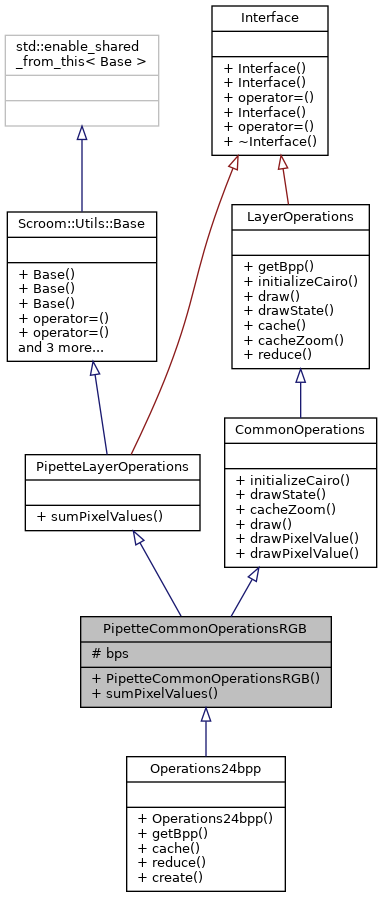 Interface
+ Interface()
+ Interface()
+ operator=()
+ Interface()
+ operator=()
+ ~Interface()
std::enable_shared
_from_this< Base >
Scroom::Utils::Base
+ Base()
+ Base()
+ Base()
+ operator=()
+ operator=()
and 3 more...
LayerOperations
+ getBpp()
+ initializeCairo()
+ draw()
+ drawState()
+ cache()
+ cacheZoom()
+ reduce()
CommonOperations
+ initializeCairo()
+ drawState()
+ cacheZoom()
+ draw()
+ drawPixelValue()
+ drawPixelValue()
PipetteLayerOperations
+ sumPixelValues()
PipetteCommonOperationsRGB
# bps
+ PipetteCommonOperationsRGB()
+ sumPixelValues()
Operations24bpp
+ Operations24bpp()
+ getBpp()
+ cache()
+ reduce()
+ create()